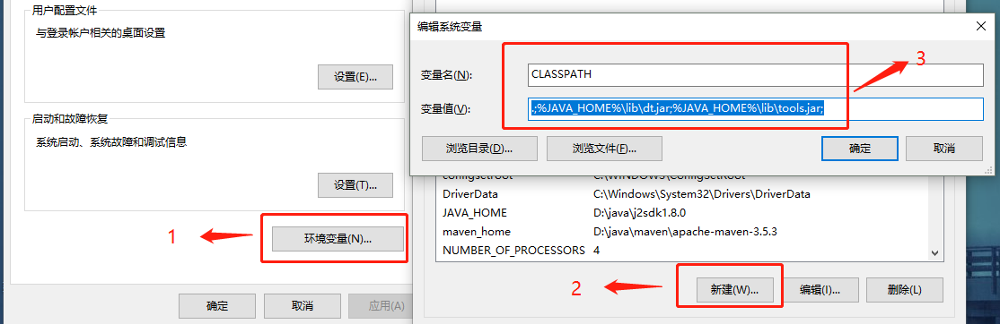 用户配置文件
与登录帐户相关的桌面设置
设置(E)...
启动和故障恢复
系统启动、系统故障和调试信息
设置(T)...
1
环境变量(N)...
确定
取消
应用(A)
编辑系统变量
变量名(N):
CLASSPATH
3
变量值(V):
.;%JAVA_HOME%\lib\dt.jar;%JAVA_HOME%\lib\tools.jar;
浏览目录(D)...
浏览文件(F)...
确定
取消
DriverData C:\Windows\System32\Drivers\DriverData
JAVA_HOME D:\java\j2sdk1.8.0
maven_home D:\java\maven\apache-maven-3.5.3
NUMBER_OF_PROCESSORS 4
2
新建(W)...
编辑(I)...
删除(L)